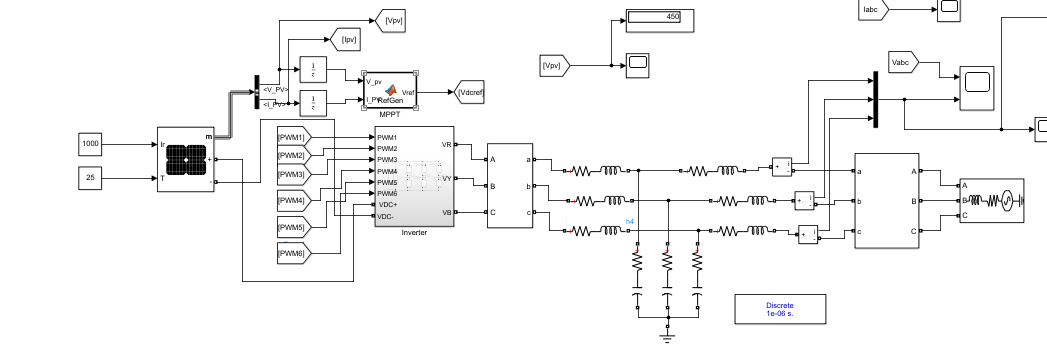 [Vpv]
[Ipv]
450
Iabc
[Vpv]
Vabc
1
z
<V_PV>
<I_PV>
1
z
V_pv
I_PV
RefGen
Vref
MPPT
[Vdcref]
1000
25
Ir
T
m
+
-
[PWM1]
[PWM2]
[PWM3]
[PWM4]
[PWM5]
[PWM6]
PWM1
PWM2
PWM3
PWM4
PWM5
PWM6
VDC+
VDC-
VR
VY
VB
Inverter
A
B
C
a
b
c
h4
+
i
-
+
i
-
+
i
-
a
b
c
A
B
C
A
B
C
Discrete
1e-06 s.